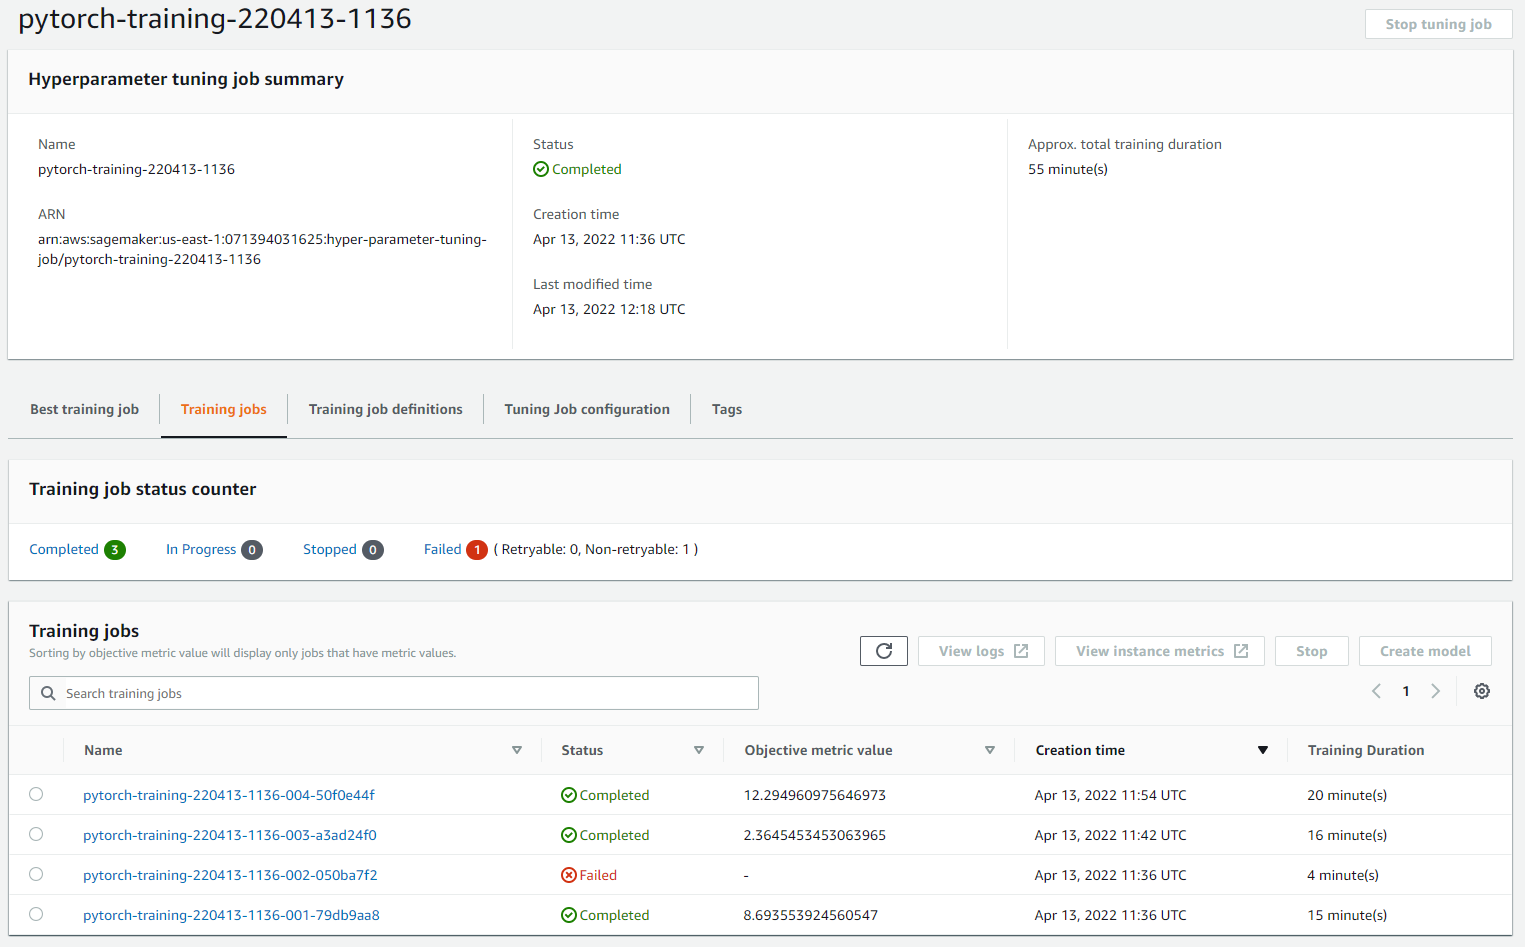 pytorch-training-220413-1136
Stop tuning job
Hyperparameter tuning job summary
Name
pytorch-training-220413-1136
ARN
arn:aws:sagemaker:us-east-1:071394031625:hyper-parameter-tuning-
job/pytorch-training-220413-1136
Status
Completed
Creation time
Apr 13, 2022 11:36 UTC
Last modified time
Apr 13, 2022 12:18 UTC
Approx. total training duration
55 minute(s)
Best training job Training jobs Training job definitions Tuning Job configuration Tags
Training job status counter
Completed 3 In Progress 0 Stopped 0 Failed 1 ( Retryable: 0, Non-retryable: 1 )
Training jobs
Sorting by objective metric value will display only jobs that have metric values.
View logs View instance metrics Stop Create model
Search training jobs
1
Name Status Objective metric value Creation time Training Duration
pytorch-training-220413-1136-004-50f0e44f Completed 12.294960975646973 Apr 13, 2022 11:54 UTC 20 minute(s)
pytorch-training-220413-1136-003-a3ad24f0 Completed 2.3645453453063965 Apr 13, 2022 11:42 UTC 16 minute(s)
pytorch-training-220413-1136-002-050ba7f2 Failed - Apr 13, 2022 11:36 UTC 4 minute(s)
pytorch-training-220413-1136-001-79db9aa8 Completed 8.693553924560547 Apr 13, 2022 11:36 UTC 15 minute(s)